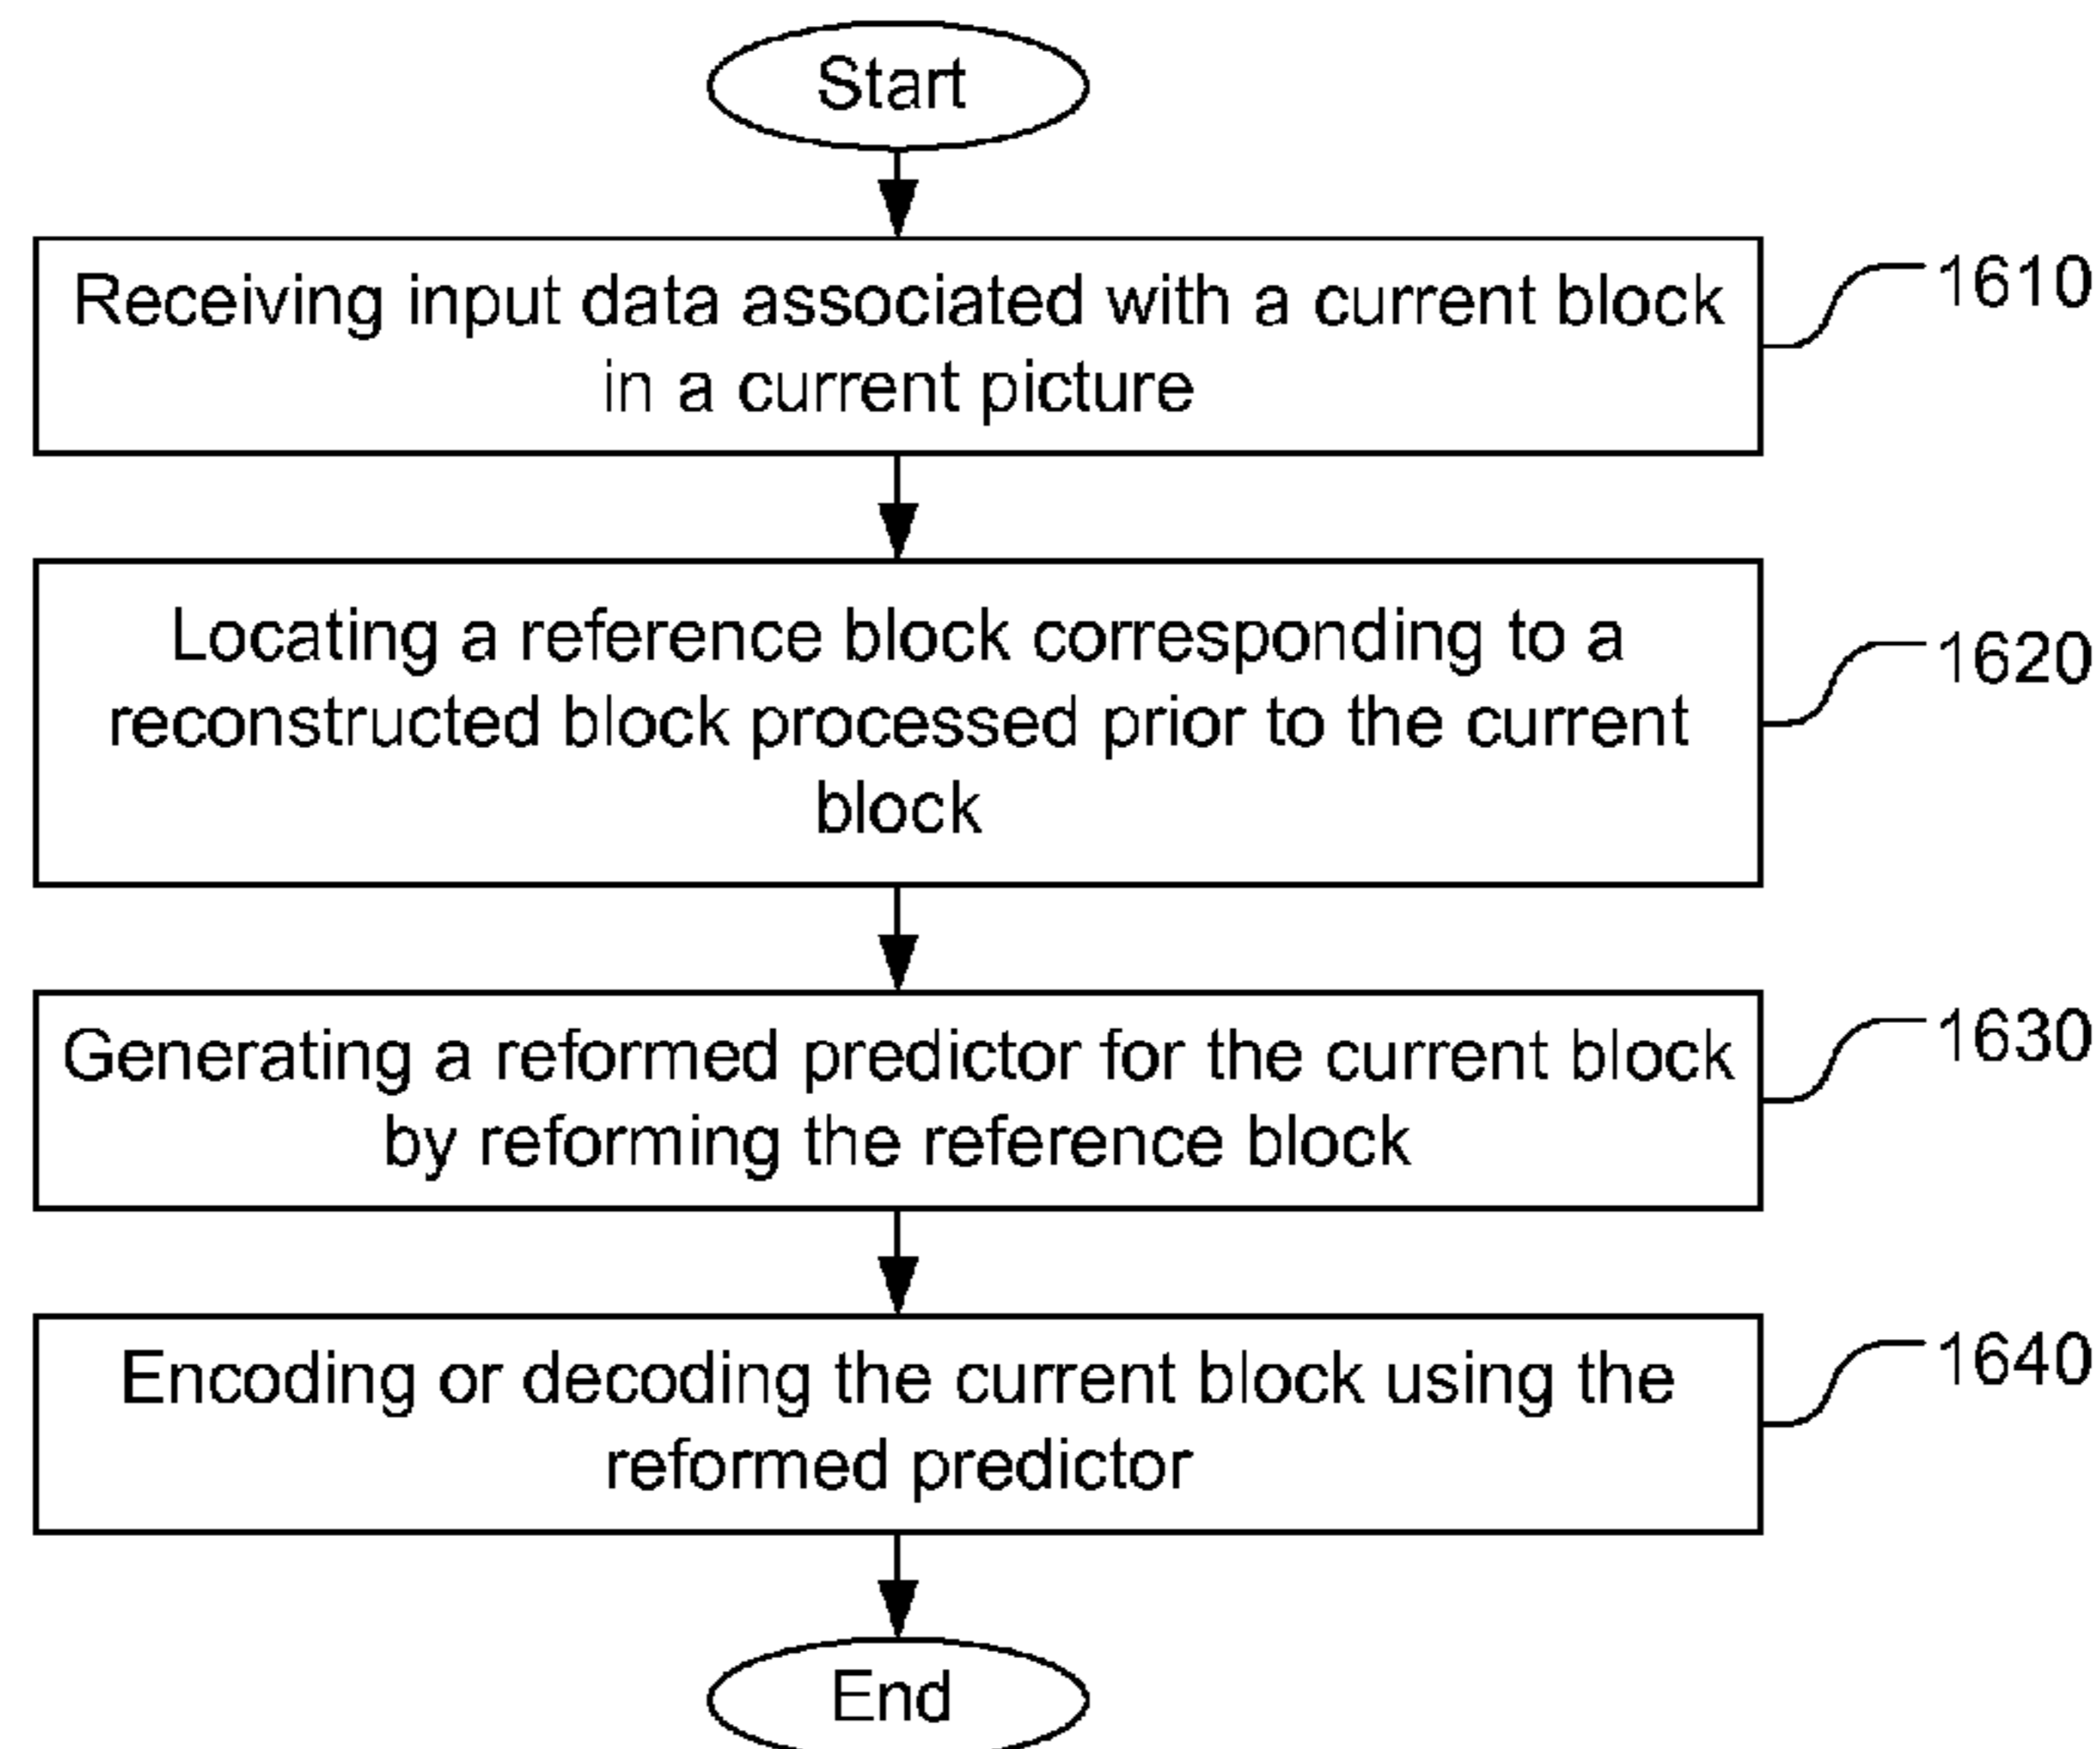 Start
Receiving input data associated with a current block
in a current picture
1610
Locating a reference block corresponding to a
reconstructed block processed prior to the current
block
1620
Generating a reformed predictor for the current block
by reforming the reference block
1630
Encoding or decoding the current block using the
reformed predictor
1640
End